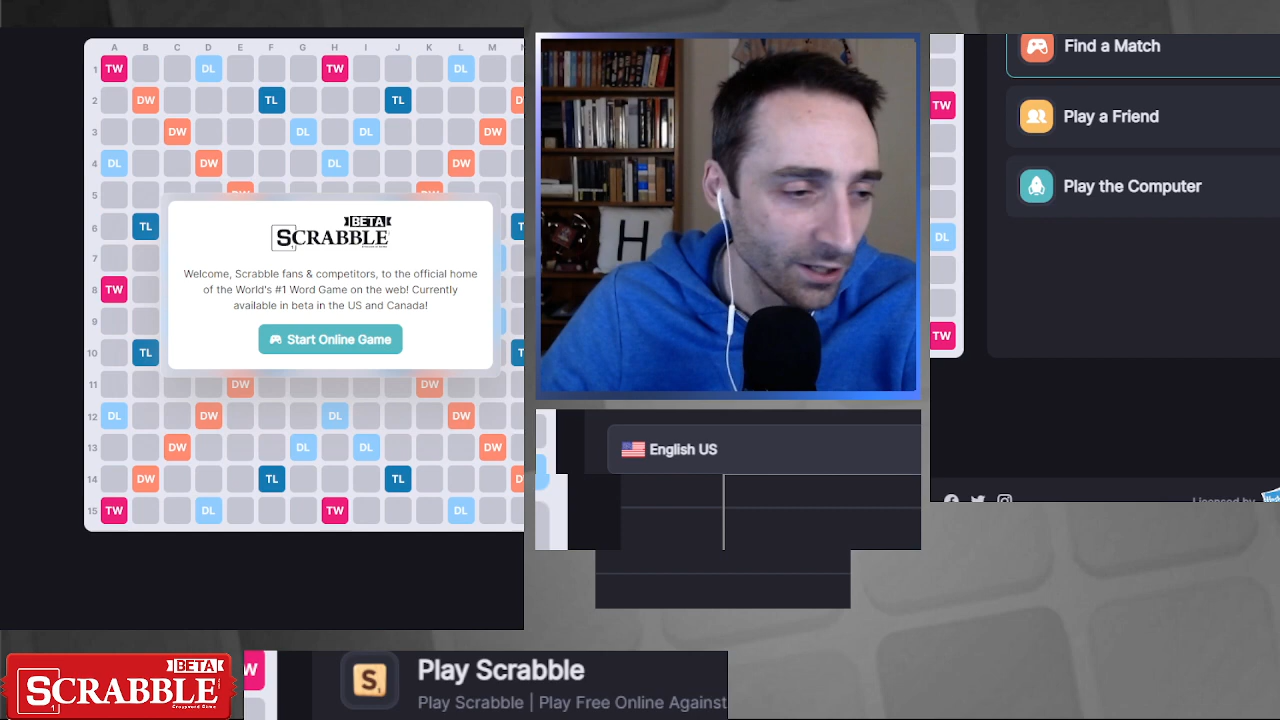 A B C D E F G H I J K L M
1 TW DL TW DL
2 DW TL TL
3 DW DL DL DW
4 DL DW DL DW
5
6 TL
7
8 TW
9
10 TL
11 DW DW
12 DL DW DL DW
13 DW DL DL DW
14 DW TL TL
15 TW DL TW DL
BETA
SCRABBLE
Welcome, Scrabble fans & competitors, to the official home
of the World's #1 Word Game on the web! Currently
available in beta in the US and Canada!
Start Online Game
H
English US
TW
DL
TW
Find a Match
Play a Friend
Play the Computer
Licensed by
BETA
SCRABBLE
S
Play Scrabble
Play Scrabble | Play Free Online Against